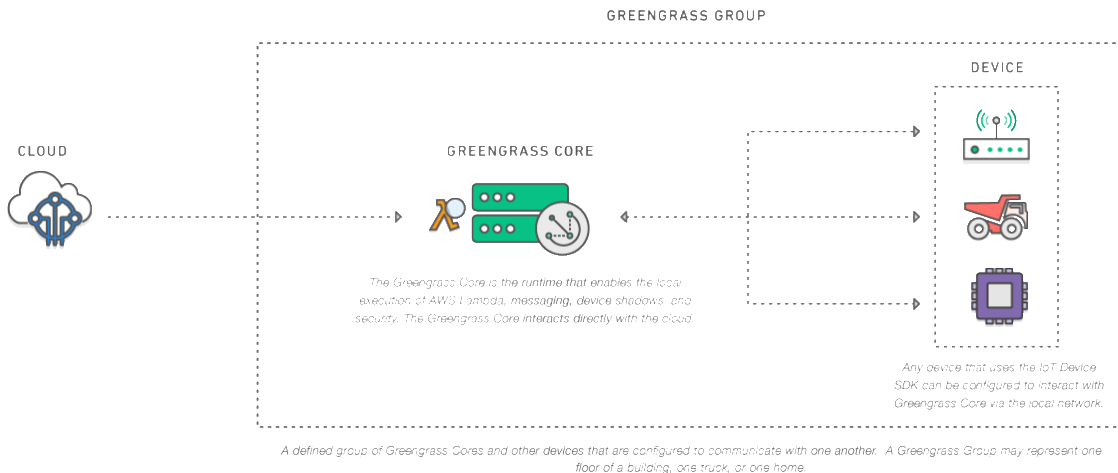 GREENGRASS GROUP
DEVICE
CLOUD
GREENGRASS CORE
The Greengrass Core is the runtime that enables the local
execution of AWS Lambda, messaging, device shadows, and
security. The Greengrass Core interacts directly with the cloud
Any device that uses the IoT Device
SDK can be configured to interact with
Greengrass Core via the local network.
A defined group of Greengrass Cores and other devices that are configured to communicate with one another. A Greengrass Group may represent one
floor of a building, one truck, or one home.